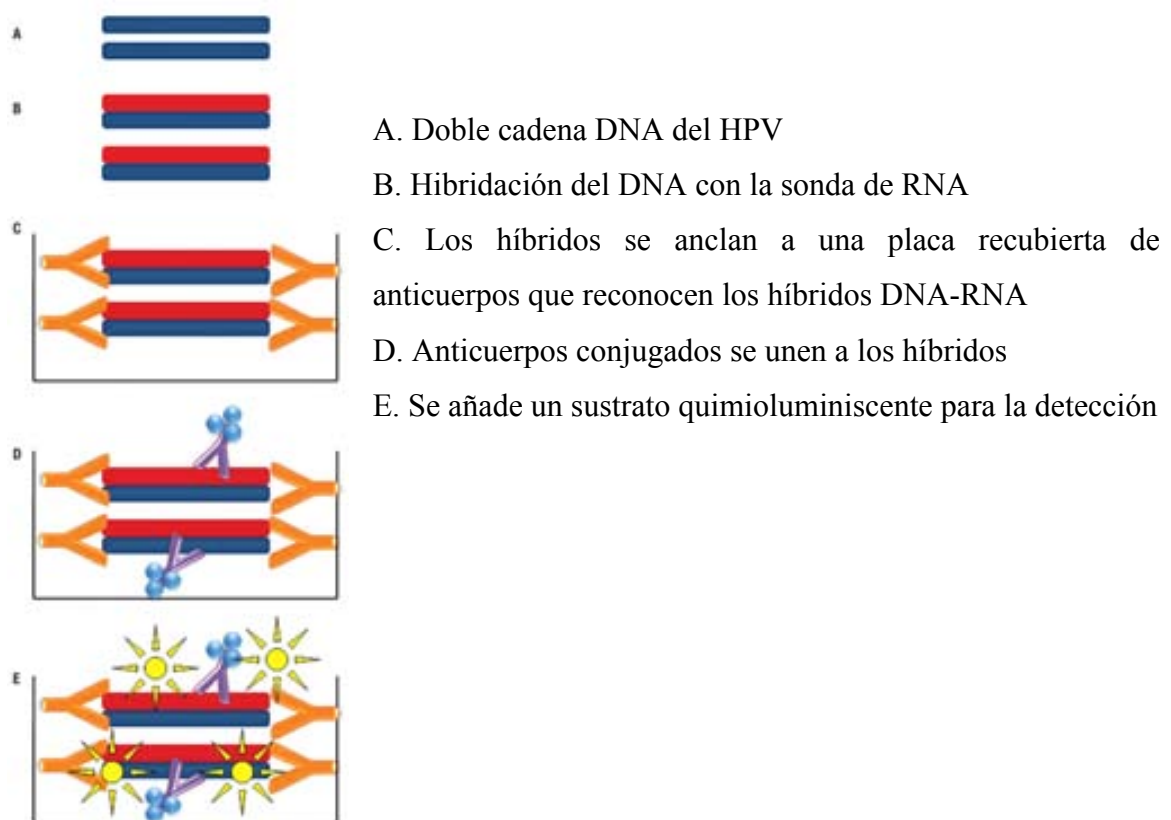 A
B
C
D
E
A. Doble cadena DNA del HPV
B. Hibridación del DNA con la sonda de RNA
C. Los híbridos se anclan a una placa recubierta de
anticuerpos que reconocen los híbridos DNA-RNA
D. Anticuerpos conjugados se unen a los híbridos
E. Se añade un sustrato quimioluminiscente para la detección